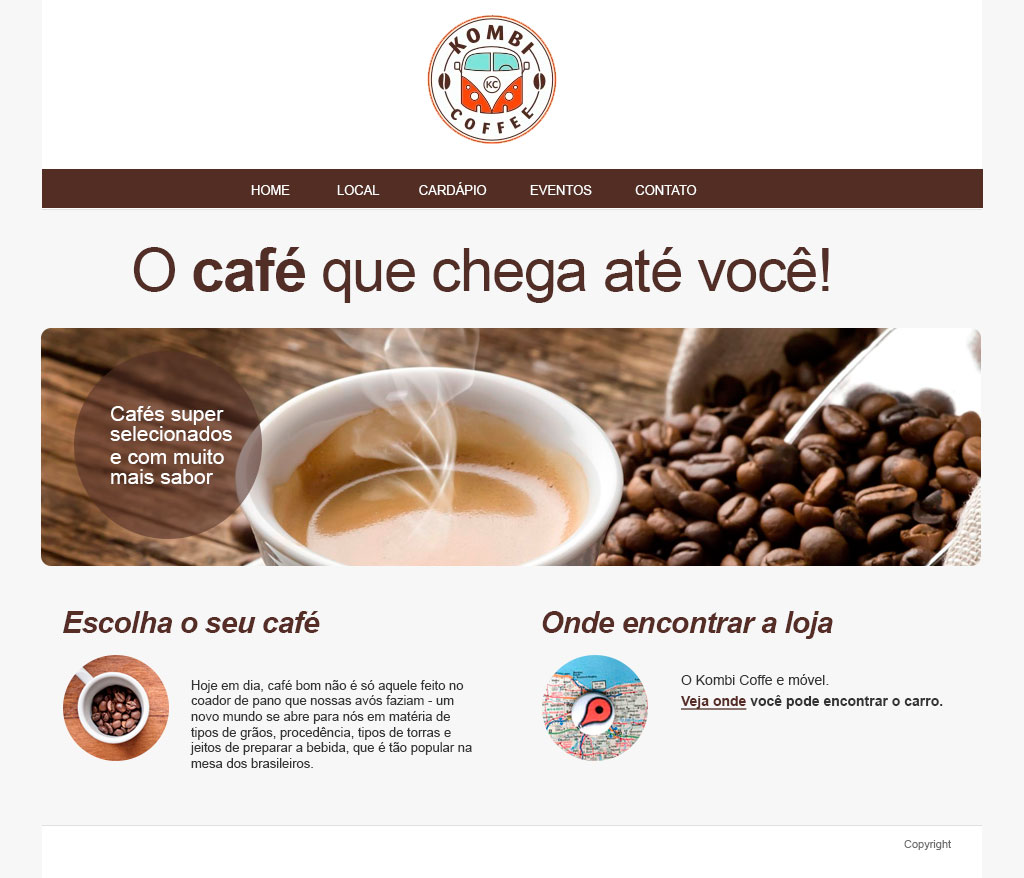 KOMBI
KC
COFFEE
HOME LOCAL CARDÁPIO EVENTOS CONTATO
O café que chega até você!
Cafés super
selecionados
e com muito
mais sabor
Escolha o seu café
Hoje em dia, café bom não é só aquele feito no
coador de pano que nossas avós faziam - um
novo mundo se abre para nós em matéria de
tipos de grãos, procedência, tipos de torras e
jeitos de preparar a bebida, que é tão popular na
mesa dos brasileiros.
Onde encontrar a loja
O Kombi Coffe e móvel.
Veja onde você pode encontrar o carro.
Copyright